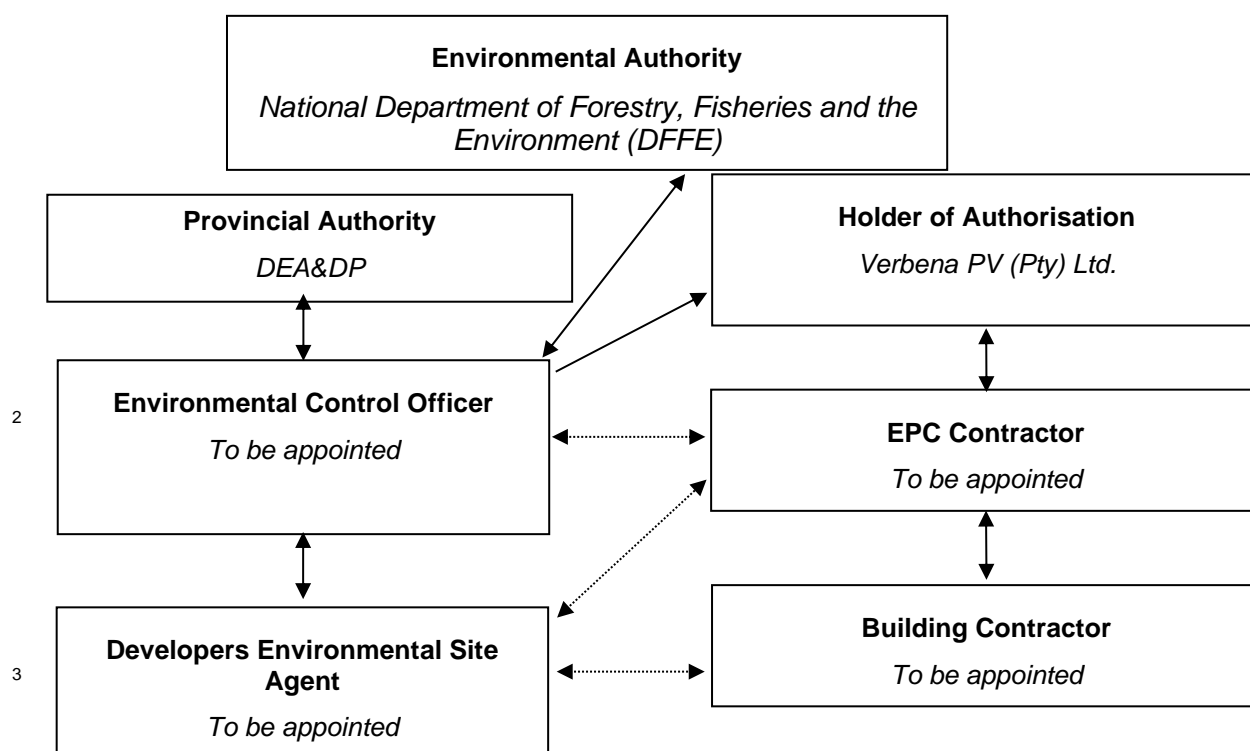 Environmental Authority
National Department of Forestry, Fisheries and the
Environment (DFFE)
Provincial Authority
DEA&DP
Holder of Authorisation
Verbena PV (Pty) Ltd.
2
Environmental Control Officer
To be appointed
EPC Contractor
To be appointed
3
Developers Environmental Site
Agent
To be appointed
Building Contractor
To be appointed